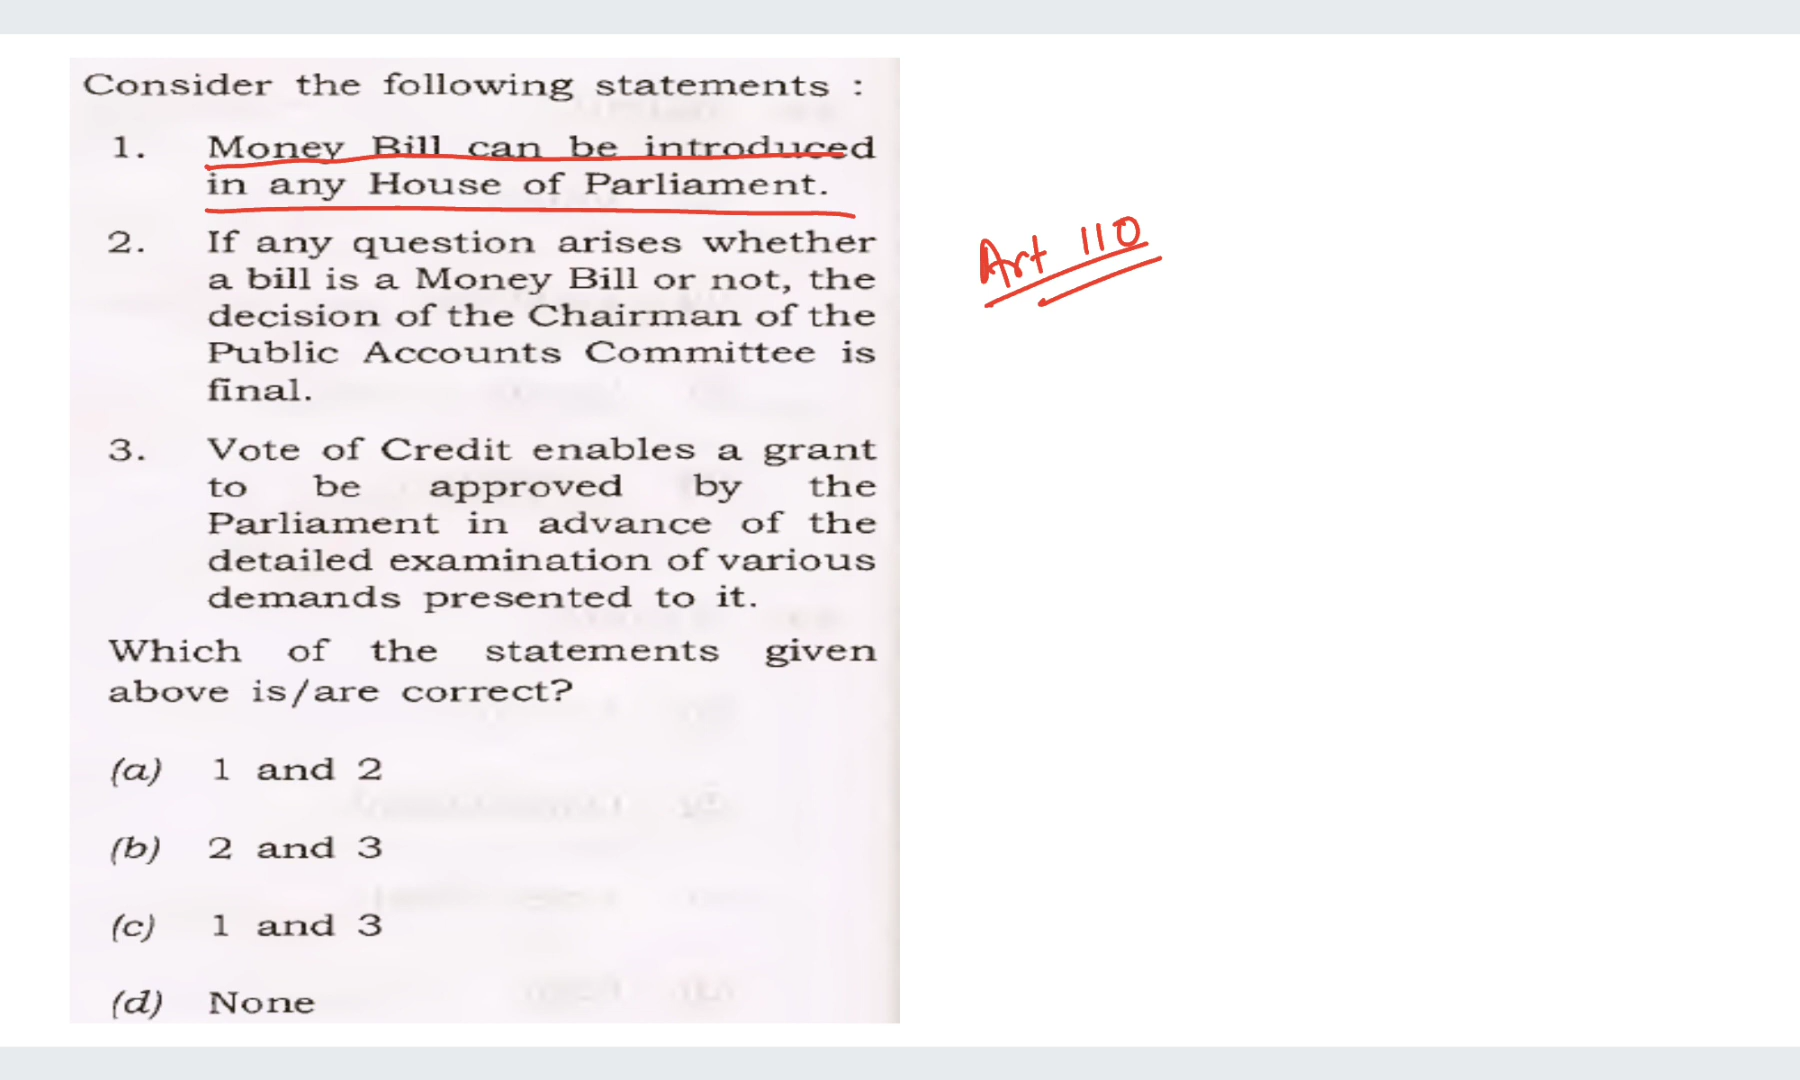 Consider the following statements :
1. Money Bill can be introduced
in any House of Parliament.
2. If any question arises whether
a bill is a Money Bill or not, the
decision of the Chairman of the
Public Accounts Committee is
final.
3. Vote of Credit enables a grant
to be approved by the
Parliament in advance of the
detailed examination of various
demands presented to it.
Which of the statements given
above is/are correct?
(a) 1 and 2
(b) 2 and 3
(c) 1 and 3
(d) None
Art 110